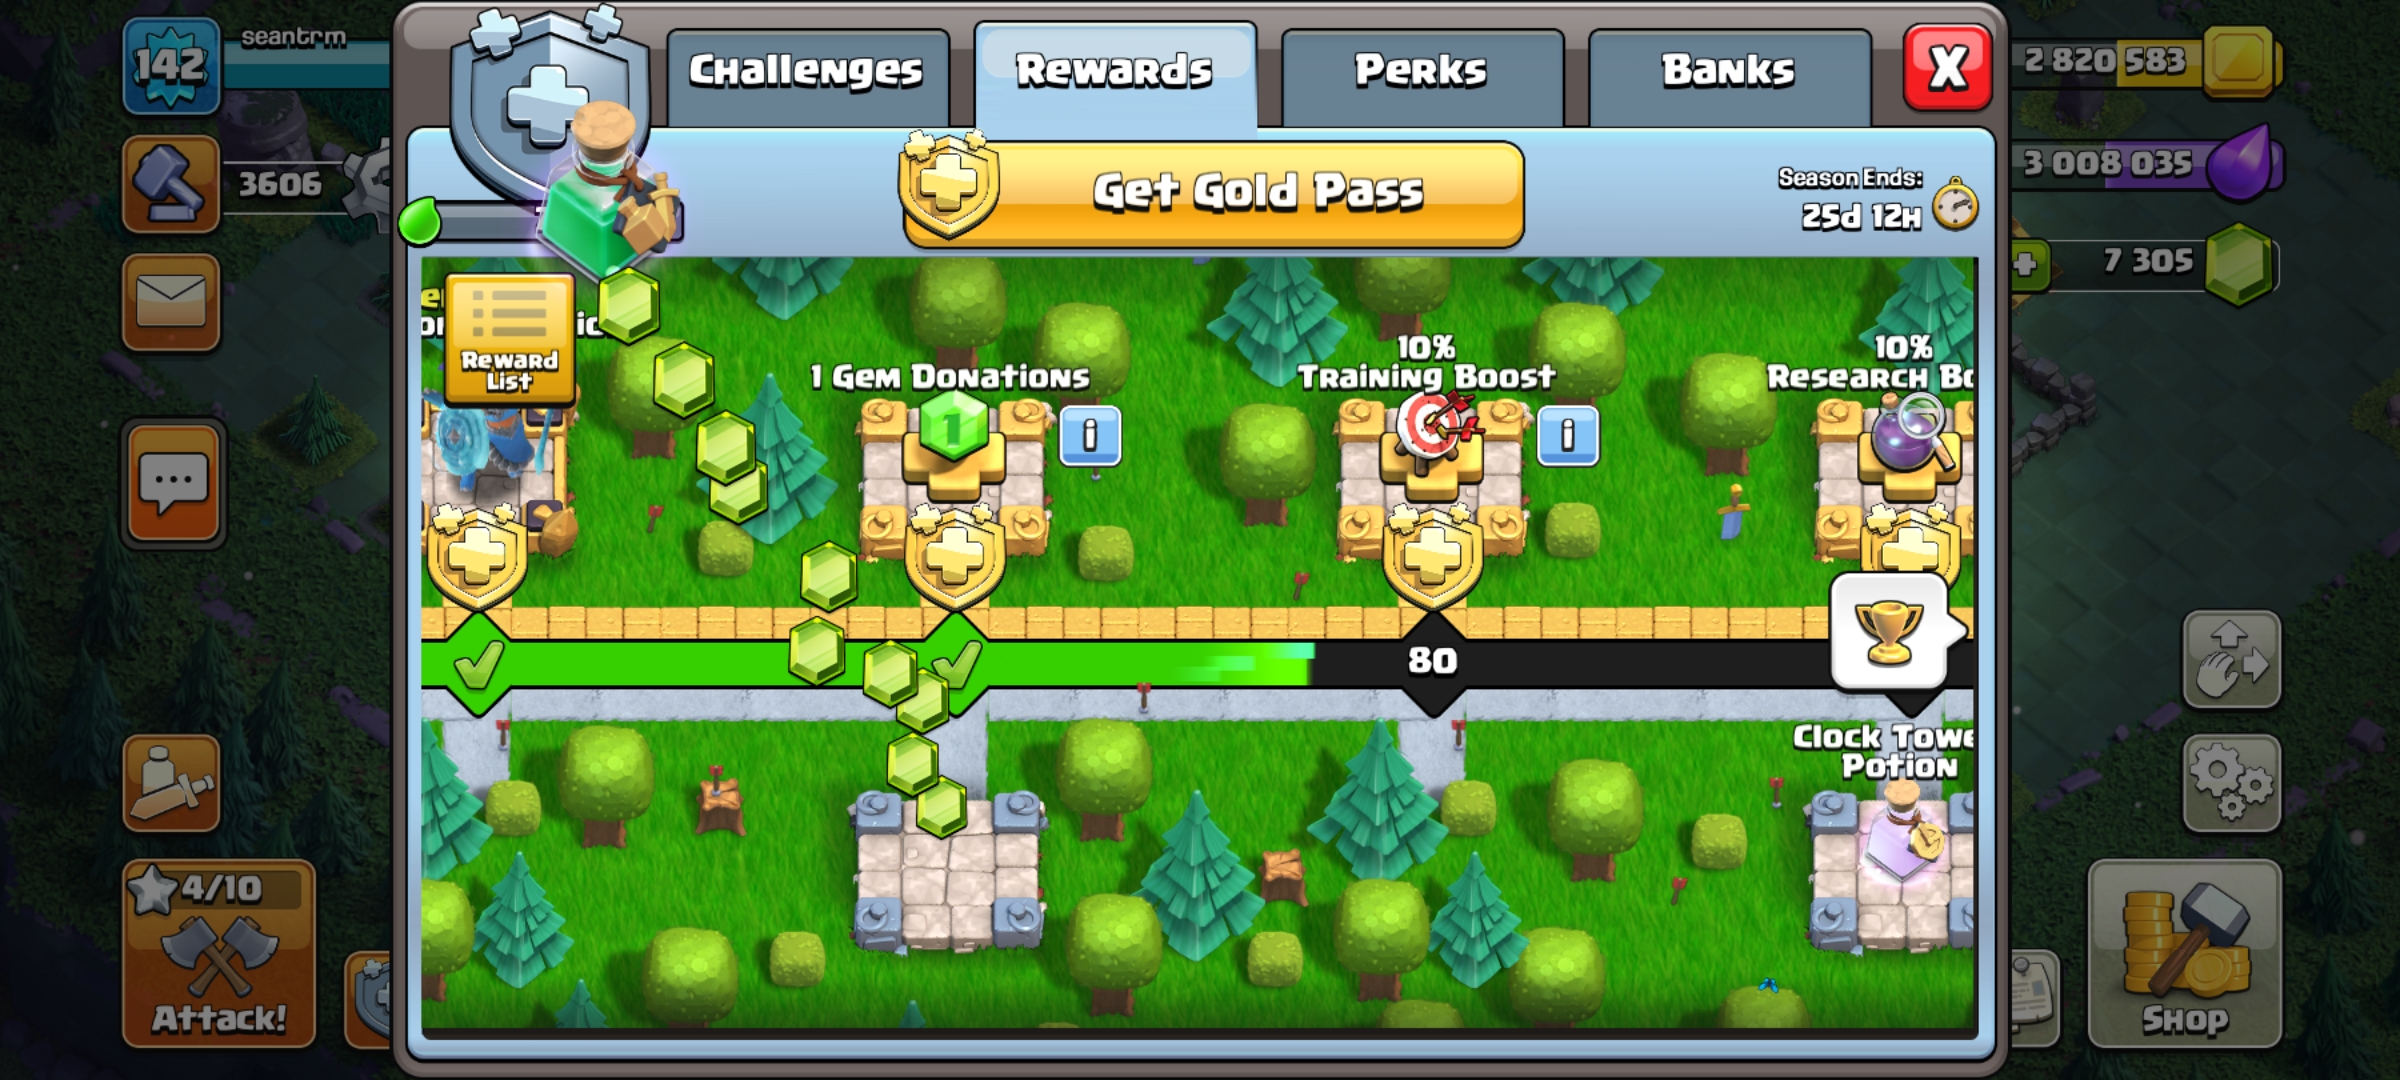 142
seantrm
3606
4/10
Attack!
Challenges
Rewards
Perks
Banks
X
Get Gold Pass
Season Ends:
25d 12h
2 820 583
3 008 035
7 305
Reward
List
1 Gem Donations
1
i
10%
Training Boost
i
10%
Research
80
Clock
Potion
Shop